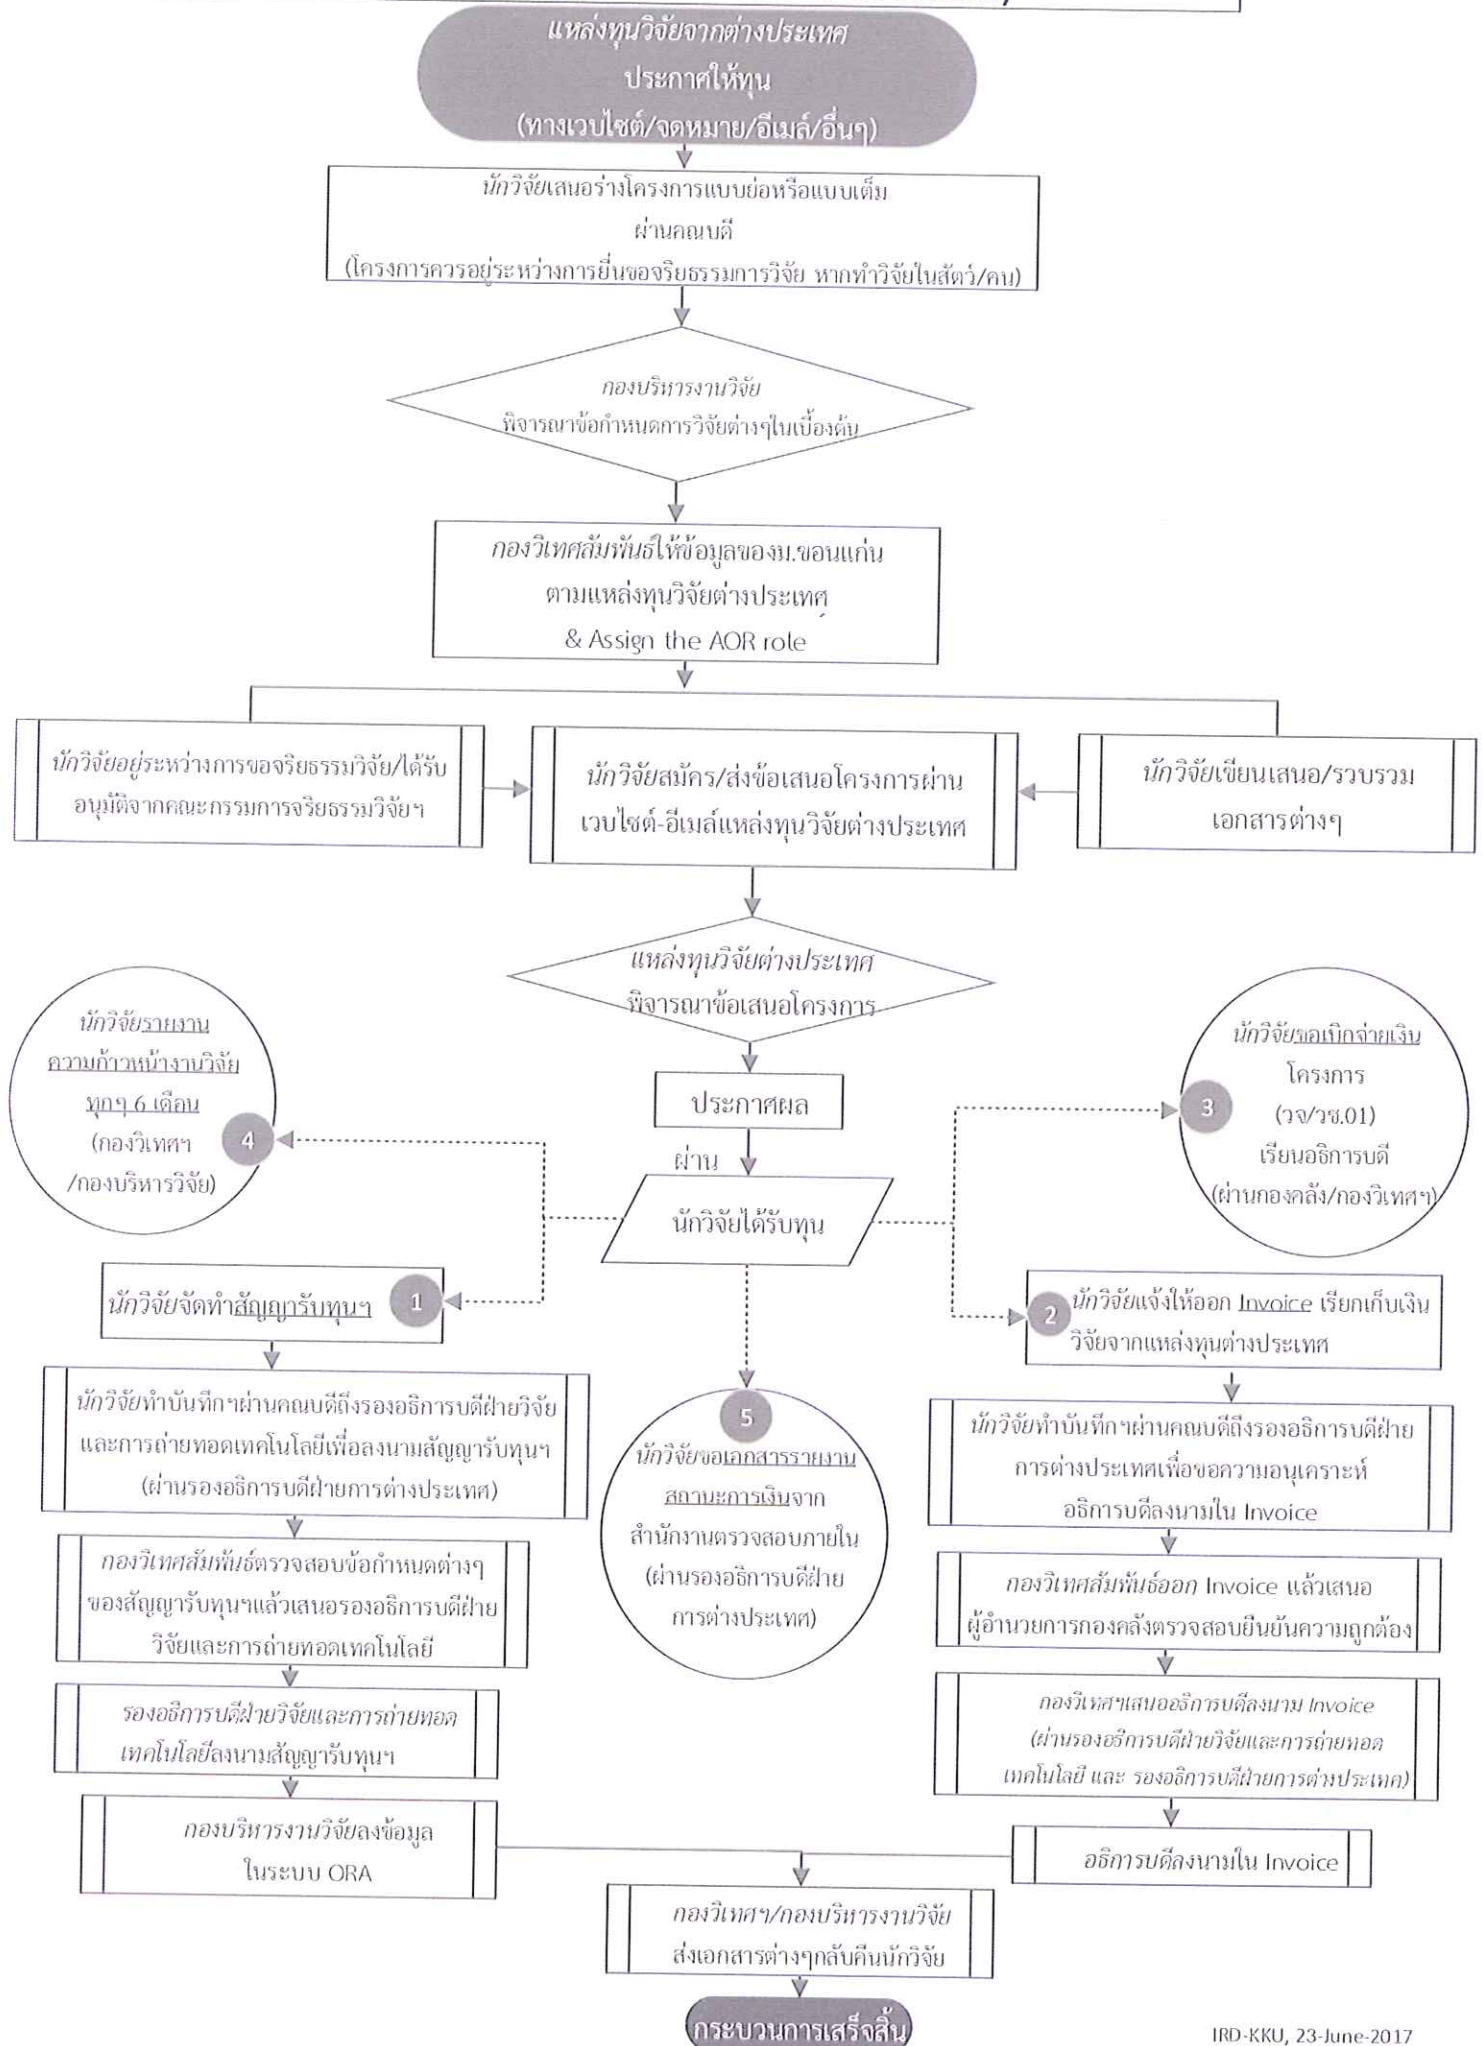 แหล่งทุนวิจัยจากต่างประเทศ
ประกาศให้ทุน
(ทางเวบไซต์/จดหมาย/อีเมล์/อื่นๆ)
นักวิจัยเสนอร่างโครงการแบบย่อหรือแบบเต็ม
ผ่านคณบดี
(โครงการควรอยู่ระหว่างการยื่นขอจริยธรรมการวิจัย หากทำวิจัยในสัตว์/คน)
กองบริหารงานวิจัย
พิจารณาข้อกำหนดการวิจัยต่างๆในเบื้องต้น
กองวิเทศสัมพันธ์ให้ข้อมูลของม.ขอนแก่น
ตามแหล่งทุนวิจัยต่างประเทศ
& Assign the AOR role
นักวิจัยอยู่ระหว่างการขอจริยธรรมวิจัย/ได้รับ
อนุมัติจากคณะกรรมการจริยธรรมวิจัยฯ
นักวิจัยสมัคร/ส่งข้อเสนอโครงการผ่าน
เวบไซต์-อีเมล์แหล่งทุนวิจัยต่างประเทศ
นักวิจัยเขียนเสนอ/รวบรวม
เอกสารต่างๆ
แหล่งทุนวิจัยต่างประเทศ
พิจารณาข้อเสนอโครงการ
ประกาศผล
ผ่าน
นักวิจัยได้รับทุน
นักวิจัยรายงาน
ความก้าวหน้างานวิจัย
ทุกๆ 6 เดือน
(กองวิเทศฯ
/กองบริหารวิจัย)
4
นักวิจัยขอเบิกจ่ายเงิน
โครงการ
(วจ/วช.01)
เรียนอธิการบดี
(ผ่านกองคลัง/กองวิเทศฯ)
3
นักวิจัยจัดทำสัญญารับทุนฯ
1
นักวิจัยทำบันทึกฯผ่านคณบดีถึงรองอธิการบดีฝ่ายวิจัย
และการถ่ายทอดเทคโนโลยีเพื่อลงนามสัญญารับทุนฯ
(ผ่านรองอธิการบดีฝ่ายการต่างประเทศ)
กองวิเทศสัมพันธ์ตรวจสอบข้อกำหนดต่างๆ
ของสัญญารับทุนฯแล้วเสนอรองอธิการบดีฝ่าย
วิจัยและการถ่ายทอดเทคโนโลยี
รองอธิการบดีฝ่ายวิจัยและการถ่ายทอด
เทคโนโลยีลงนามสัญญารับทุนฯ
กองบริหารงานวิจัยลงข้อมูล
ในระบบ ORA
5
นักวิจัยขอเอกสารรายงาน
สถานะการเงินจาก
สำนักงานตรวจสอบภายใน
(ผ่านรองอธิการบดีฝ่าย
การต่างประเทศ)
2
นักวิจัยแจ้งให้ออก Invoice เรียกเก็บเงิน
วิจัยจากแหล่งทุนต่างประเทศ
นักวิจัยทำบันทึกฯผ่านคณบดีถึงรองอธิการบดีฝ่าย
การต่างประเทศเพื่อขอความอนุเคราะห์
อธิการบดีลงนามใน Invoice
กองวิเทศสัมพันธ์ออก Invoice แล้วเสนอ
ผู้อำนวยการกองคลังตรวจสอบยืนยันความถูกต้อง
กองวิเทศฯเสนออธิการบดีลงนาม Invoice
(ผ่านรองอธิการบดีฝ่ายวิจัยและการถ่ายทอด
เทคโนโลยี และ รองอธิการบดีฝ่ายการต่างประเทศ)
อธิการบดีลงนามใน Invoice
กองวิเทศฯ/กองบริหารงานวิจัย
ส่งเอกสารต่างๆกลับคืนนักวิจัย
กระบวนการเสร็จสิ้น
IRD-KKU, 23-June-2017